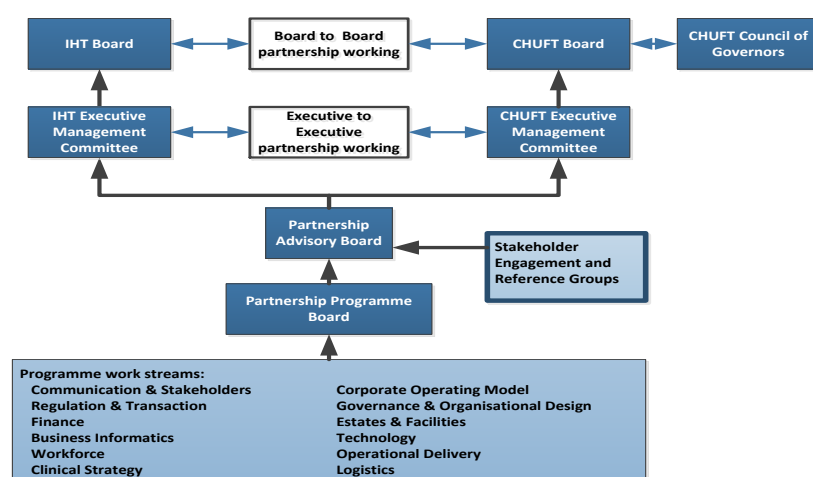 IHT Board
Board to Board
partnership working
CHUFT Board
CHUFT Council of
Governors
IHT Executive
Management
Committee
Executive to
Executive
partnership working
CHUFT Executive
Management
Committee
Partnership
Advisory Board
Stakeholder
Engagement and
Reference Groups
Partnership Programme
Board
Programme work streams:
Communication & Stakeholders
Regulation & Transaction
Finance
Business Informatics
Workforce
Clinical Strategy
Corporate Operating Model
Governance & Organisational Design
Estates & Facilities
Technology
Operational Delivery
Logistics